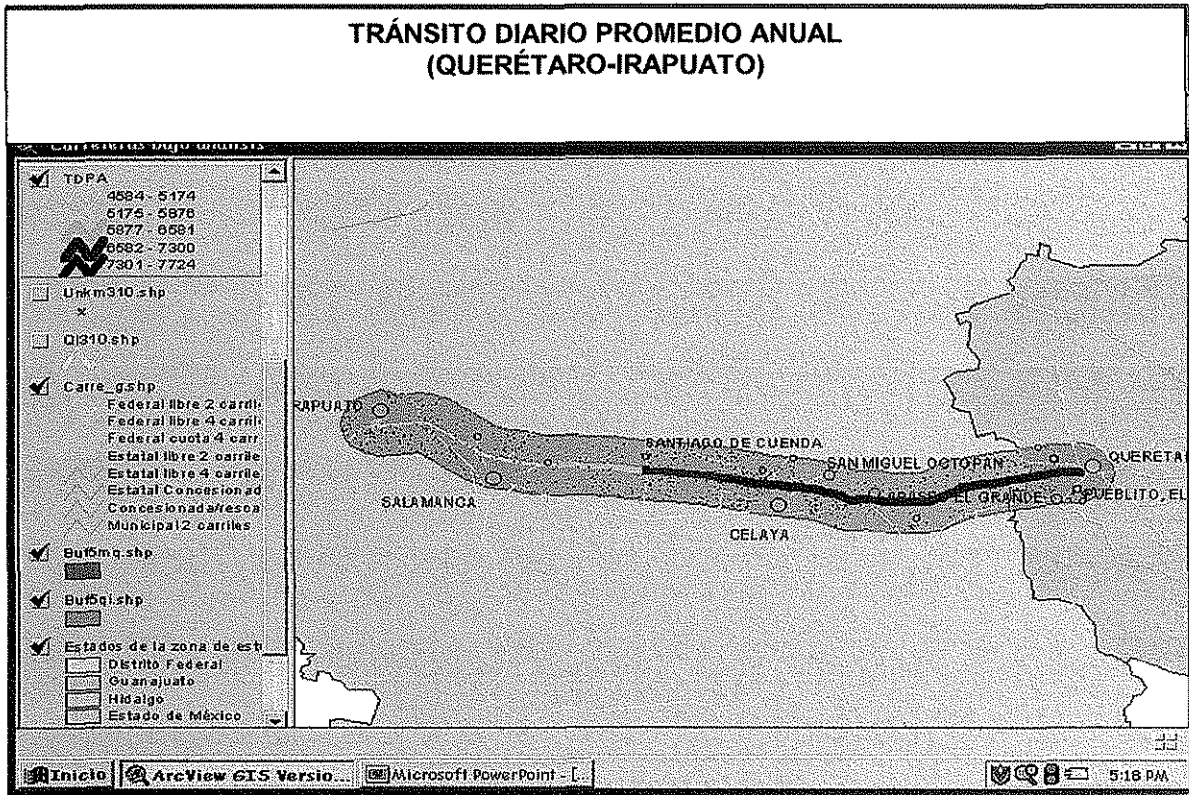 TRÁNSITO DIARIO PROMEDIO ANUAL
(QUERÉTARO-IRAPUATO)
Carreteras bajo análisis
TDPA
4584 - 5174
5175 - 5876
5877 - 6581
6582 - 7300
7301 - 7724
Unkm310.shp
QI310.shp
Carre_g.shp
Federal libre 2 carril
Federal libre 4 carril
Federal cuota 4 carr
Estatal libre 2 carrile
Estatal libre 4 carrile
Estatal Concesionad
Concesionada/resca
Municipal 2 carriles
Buf5mq.shp
Buf5qi.shp
Estados de la zona de est
Distrito Federal
Guanajuato
Hidalgo
Estado de México
RAPUATO
SANTIAGO DE CUENDA
QUERETA
SAN MIGUEL OCTOPAN
EL GRANDE
PUEBLITO, EL
SALAMANCA
CELAYA
Inicio
ArcView GIS Versio...
Microsoft PowerPoint - [..
5:18 PM